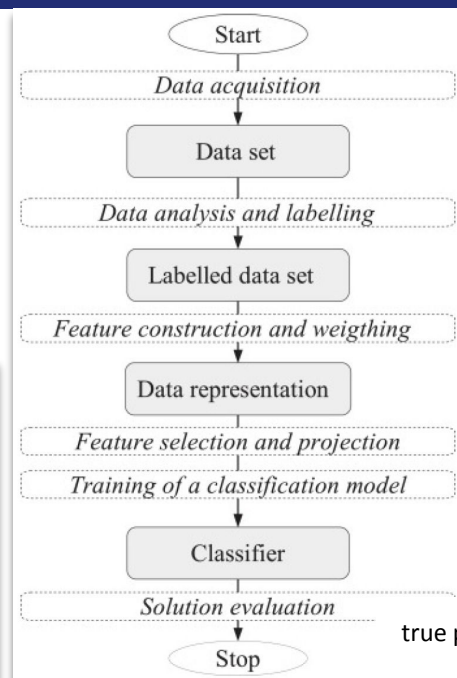 Start
Data acquisition
Data set
Data analysis and labelling
Labelled data set
Feature construction and weigthing
Data representation
Feature selection and projection
Training of a classification model
Classifier
Solution evaluation
true p
Stop